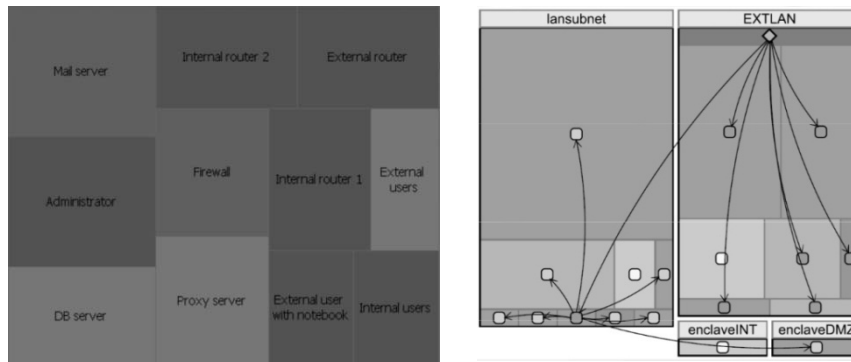 Mail server
Internal router 2
External router
Administrator
Firewall
Internal router 1
External
users
DB server
Proxy server
External user
with notebook
Internal users
lansubnet
EXTLAN
enclaveINT
enclaveDMZ